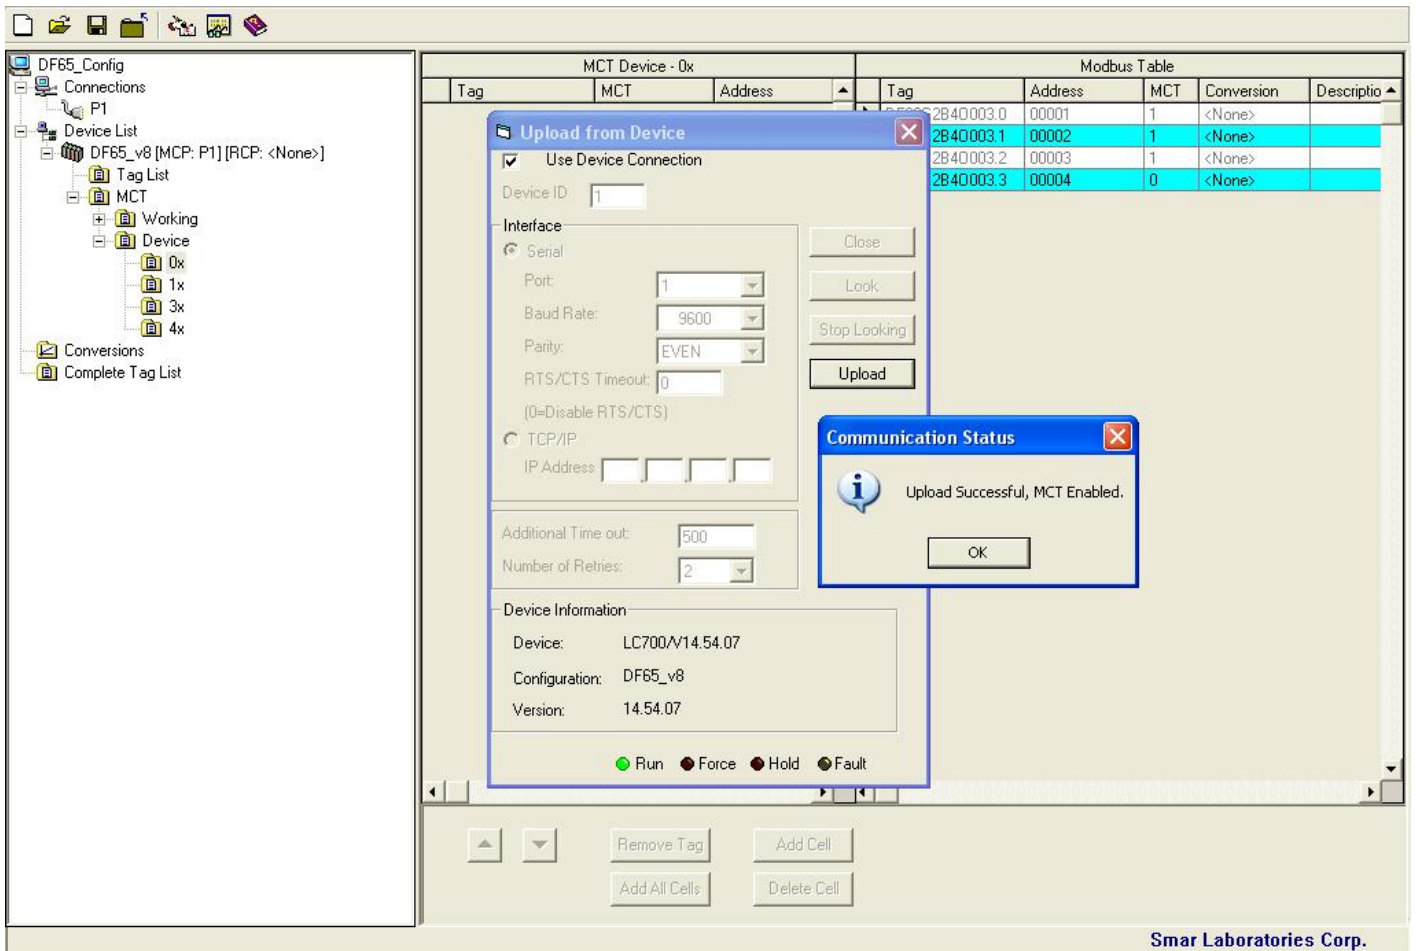 DF65_Config
Connections
P1
Device List
DF65_v8 [MCP: P1] [RCP: <None>]
Tag List
MCT
Working
Device
0x
1x
3x
4x
Conversions
Complete Tag List
MCT Device - 0x
Tag MCT Address
Modbus Table
Tag Address MCT Conversion Descriptio
2B4O003.0 00001 1 <None>
2B4O003.1 00002 1 <None>
2B4O003.2 00003 1 <None>
2B4O003.3 00004 0 <None>
Upload from Device
Use Device Connection
Device ID 1
Interface
Serial
Port: 1
Baud Rate: 9600
Parity: EVEN
RTS/CTS Timeout: 0
(0=Disable RTS/CTS)
TCP/IP
IP Address
Close
Look
Stop Looking
Upload
Additional Time out: 500
Number of Retries: 2
Device Information
Device: LC700/V14.54.07
Configuration: DF65_v8
Version: 14.54.07
Run Force Hold Fault
Communication Status
Upload Successful, MCT Enabled.
OK
Remove Tag Add Cell
Add All Cells Delete Cell
Smar Laboratories Corp.